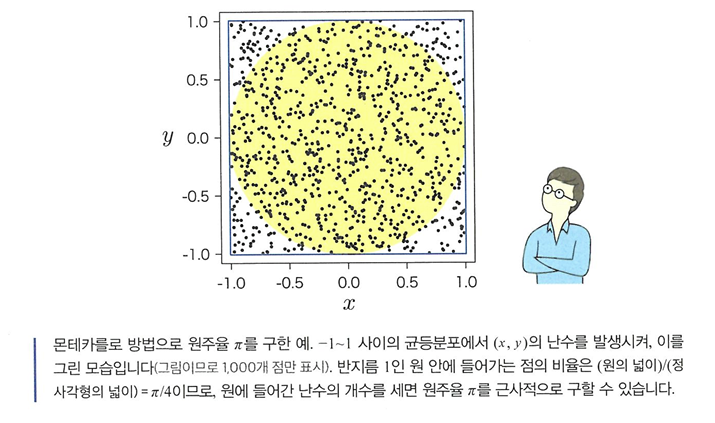 1.0
0.5
y 0.0
-0.5
-1.0
-1.0 -0.5 0.0 0.5 1.0
x
몬테카를로 방법으로 원주율 π를 구한 예. −1~1 사이의 균등분포에서 (x, y)의 난수를 발생시켜, 이를
그린 모습입니다(그림이므로 1,000개 점만 표시). 반지름 1인 원 안에 들어가는 점의 비율은 (원의 넓이)/(정
사각형의 넓이) = π/4이므로, 원에 들어간 난수의 개수를 세면 원주율 π를 근사적으로 구할 수 있습니다.